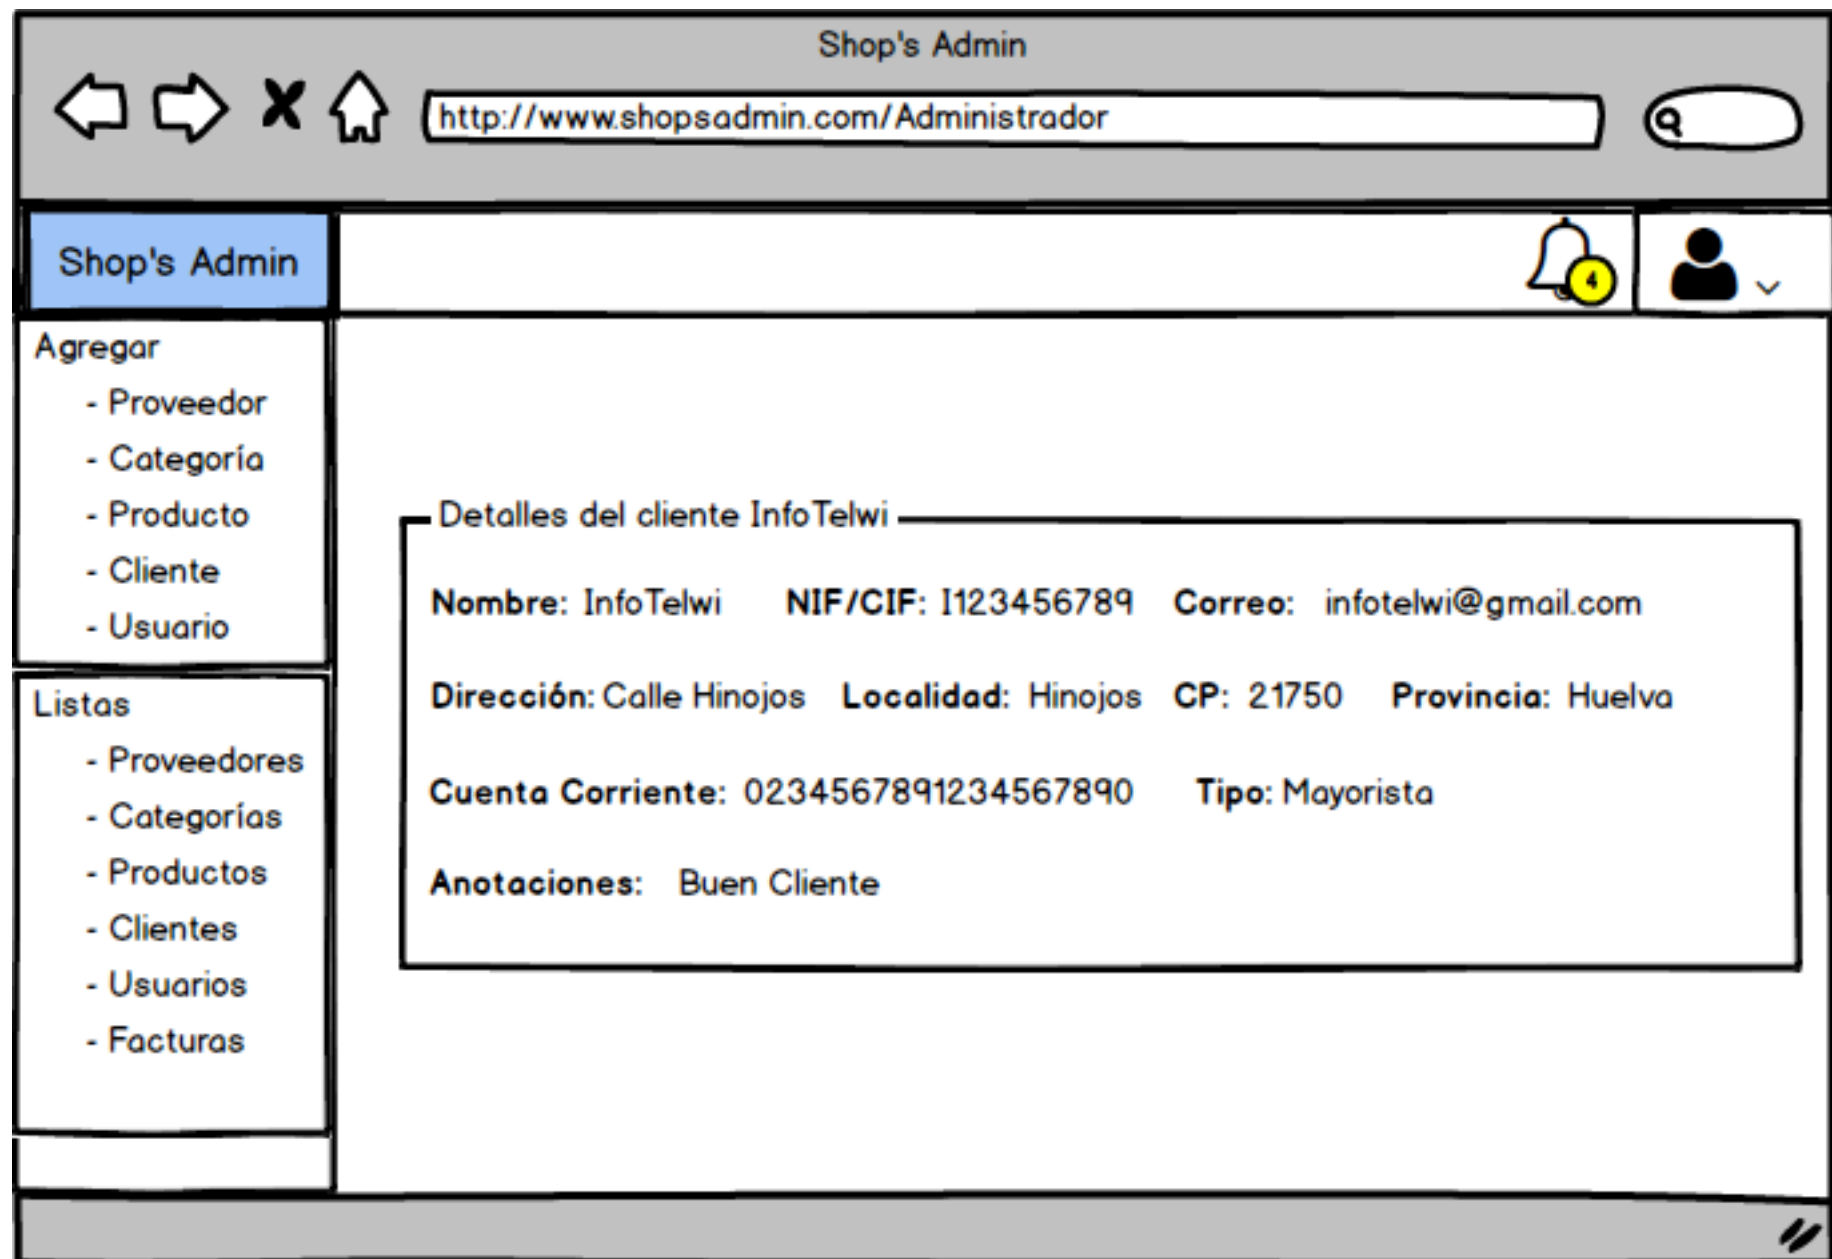 Shop's Admin
http://www.shopsadmin.com/Administrador
Shop's Admin
4
Agregar
- Proveedor
- Categoría
- Producto
- Cliente
- Usuario
Listas
- Proveedores
- Categorías
- Productos
- Clientes
- Usuarios
- Facturas
Detalles del cliente InfoTelwi
Nombre: InfoTelwi NIF/CIF: I123456789 Correo: infotelwi@gmail.com
Dirección: Calle Hinojos Localidad: Hinojos CP: 21750 Provincia: Huelva
Cuenta Corriente: 0234567891234567890 Tipo: Mayorista
Anotaciones: Buen Cliente